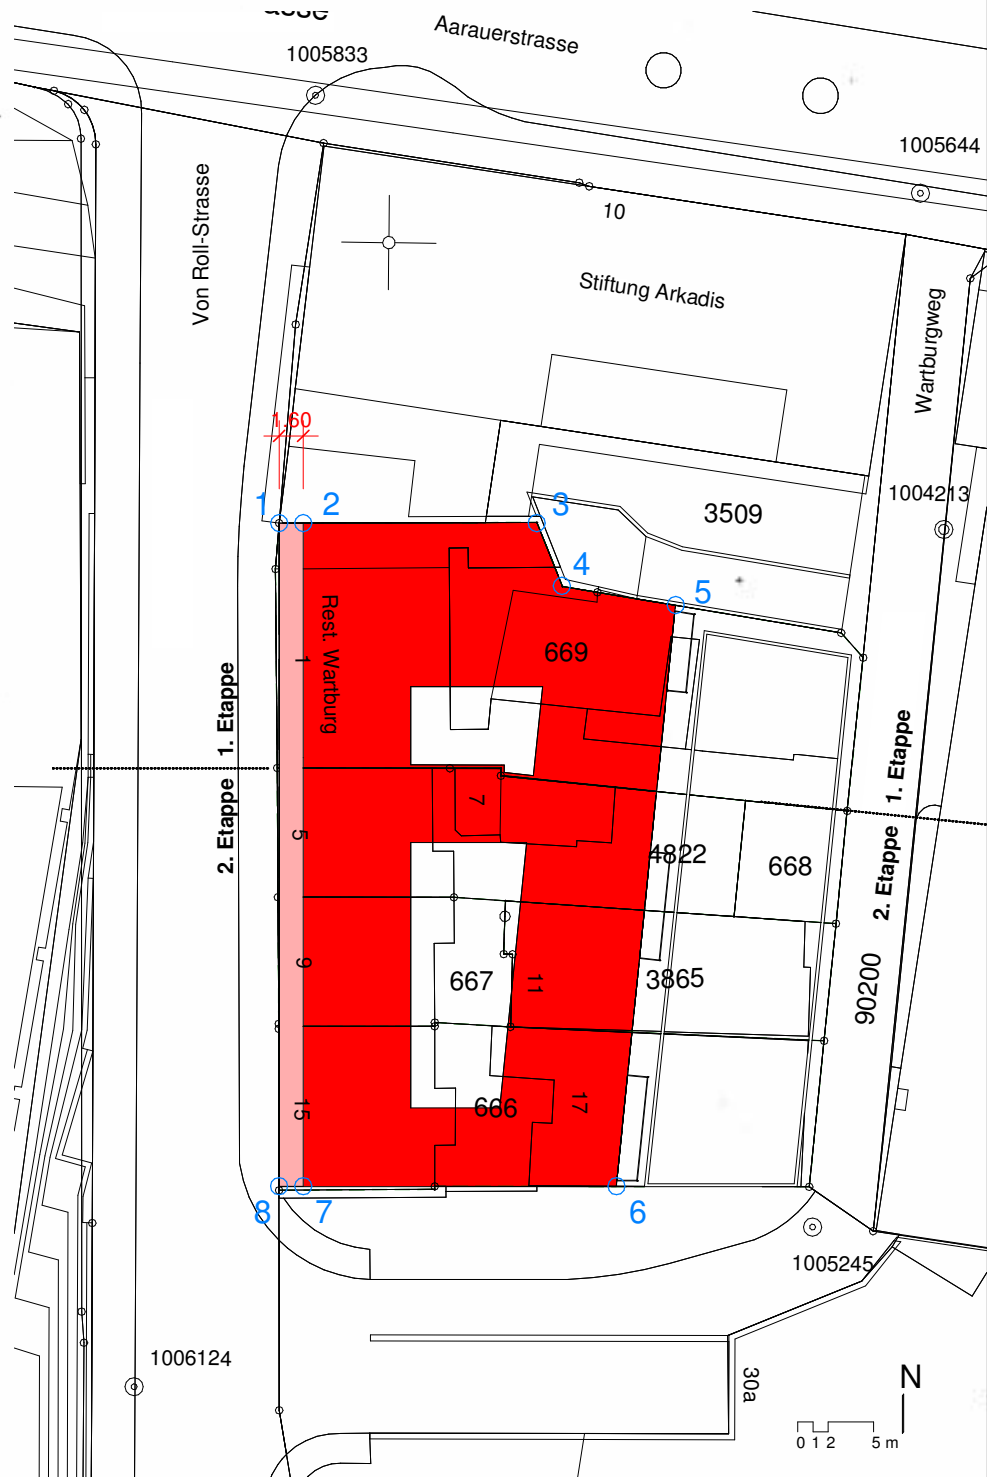 Aarauerstrasse
1005833
1005644
Von Roll-Strasse
10
Stiftung Arkadis
Wartburgweg
1.60
1
2
3
3509
1004213
4
5
Rest. Wartburg
1
669
1. Etappe
2. Etappe
1. Etappe
2. Etappe
7
5
4822
668
9
667
11
3865
90200
15
666
17
8
7
6
1005245
1006124
30a
N
0 1 2 5 m